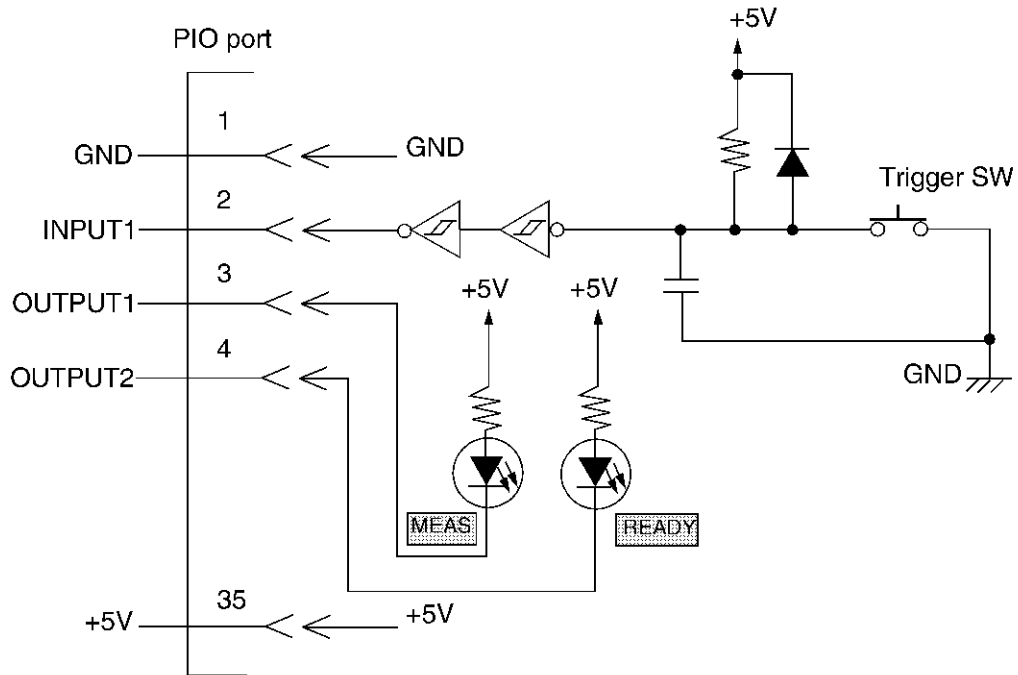 +5V
PIO port
1
GND
GND
2
INPUT1
Trigger SW
3
OUTPUT1
+5V
+5V
4
OUTPUT2
GND
MEAS
READY
35
+5V
+5V